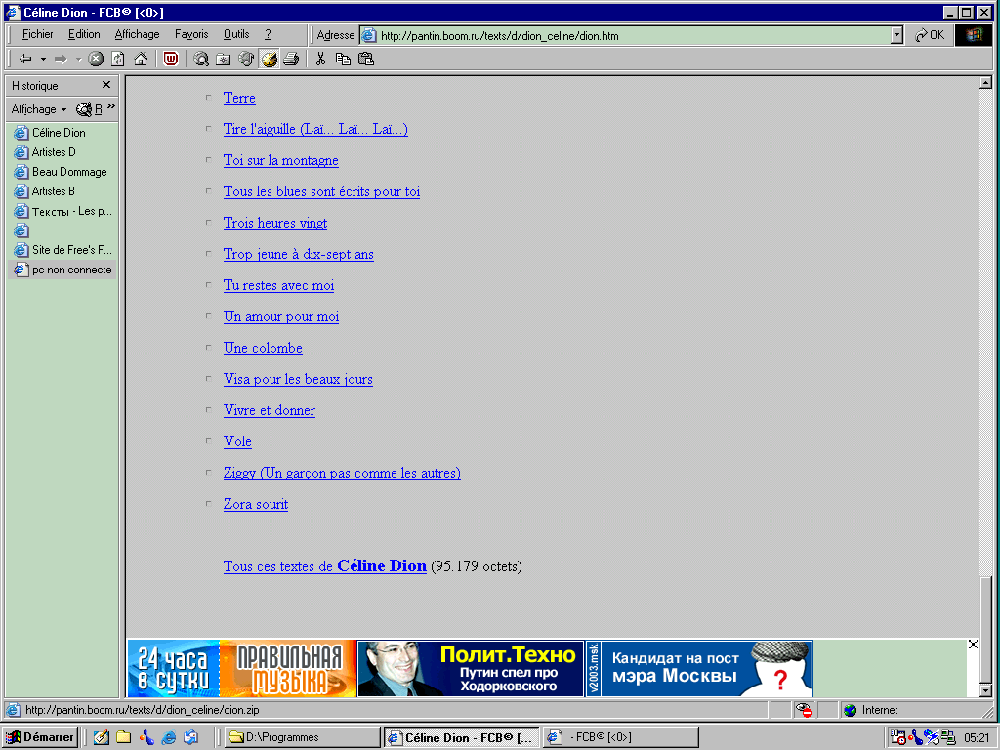 Céline Dion - FCB© [<0>]
Fichier Edition Affichage Favoris Outils ?
Adresse http://pantin.boom.ru/texts/d/dion_celine/dion.htm OK
Historique
Affichage R »
Céline Dion
Artistes D
Beau Dommage
Artistes B
Тексты - Les p...
Site de Free's F...
pc non connecte
Terre
Tire l'aiguille (Laï... Laï... Laï...)
Toi sur la montagne
Tous les blues sont écrits pour toi
Trois heures vingt
Trop jeune à dix-sept ans
Tu restes avec moi
Un amour pour moi
Une colombe
Visa pour les beaux jours
Vivre et donner
Vole
Ziggy (Un garçon pas comme les autres)
Zora sourit
Tous ces textes de Céline Dion (95.179 octets)
24 часа
в сутки
ПРАВИЛЬНАЯ
МУЗЫКА
Полит.Техно
Путин спел про
Ходорковского
v2003.msk
Кандидат на пост
мэра Москвы
?
http://pantin.boom.ru/texts/d/dion_celine/dion.zip
Internet
Démarrer
D:\Programmes
Céline Dion - FCB© [...
- FCB© [<0>]
05:21